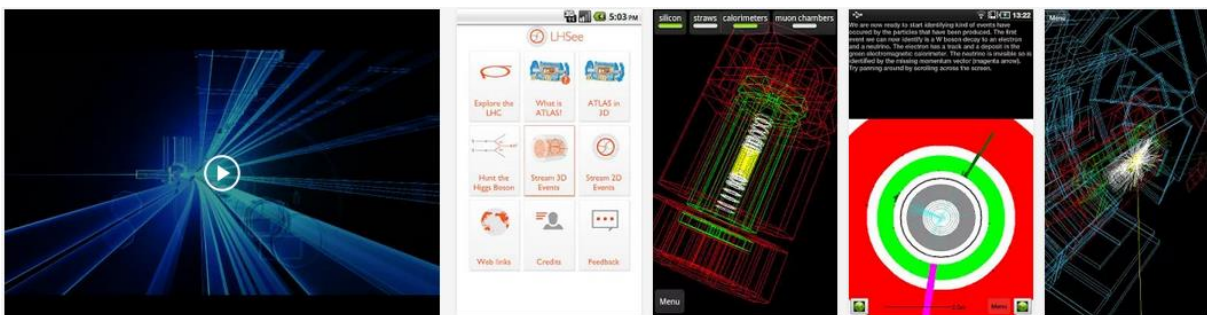 5:03 PM
LHSee
Explore the
LHC
What is
ATLAS?
ATLAS in
3D
Hunt the
Higgs Boson
Stream 3D
Events
Stream 2D
Events
Web links
Credits
Feedback
silicon straws calorimeters muon chambers
Menu
13:22
We are now ready to start identifying kind of events have
occured by the particles that have been produced. The first
event we can now identify is a W boson decay to an electron
and a neutrino. The electron has a track and a deposit in the
green electromagnetic calorimeter. The neutrino is invisible so is
identified by the missing momentum vector (magenta arrow).
Try panning around by scrolling across the screen.
Menu
Menu